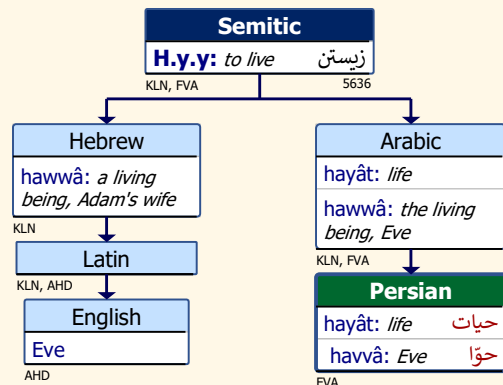 Semitic
H.y.y: to live زیستن
KLN, FVA 5636
Hebrew
hawwâ: a living
being, Adam's wife
KLN
Latin
KLN, AHD
English
Eve
AHD
Arabic
hayât: life
hawwâ: the living
being, Eve
KLN, FVA
Persian
hayât: life حیات
havvâ: Eve حوّا
FVA